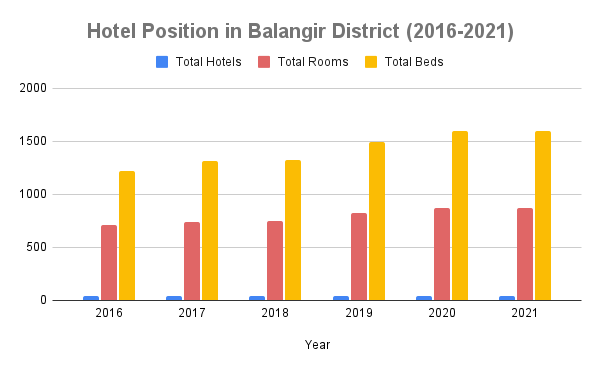 Hotel Position in Balangir District (2016-2021)
Total Hotels Total Rooms Total Beds
2000
1500
1000
500
0
2016 2017 2018 2019 2020 2021
Year